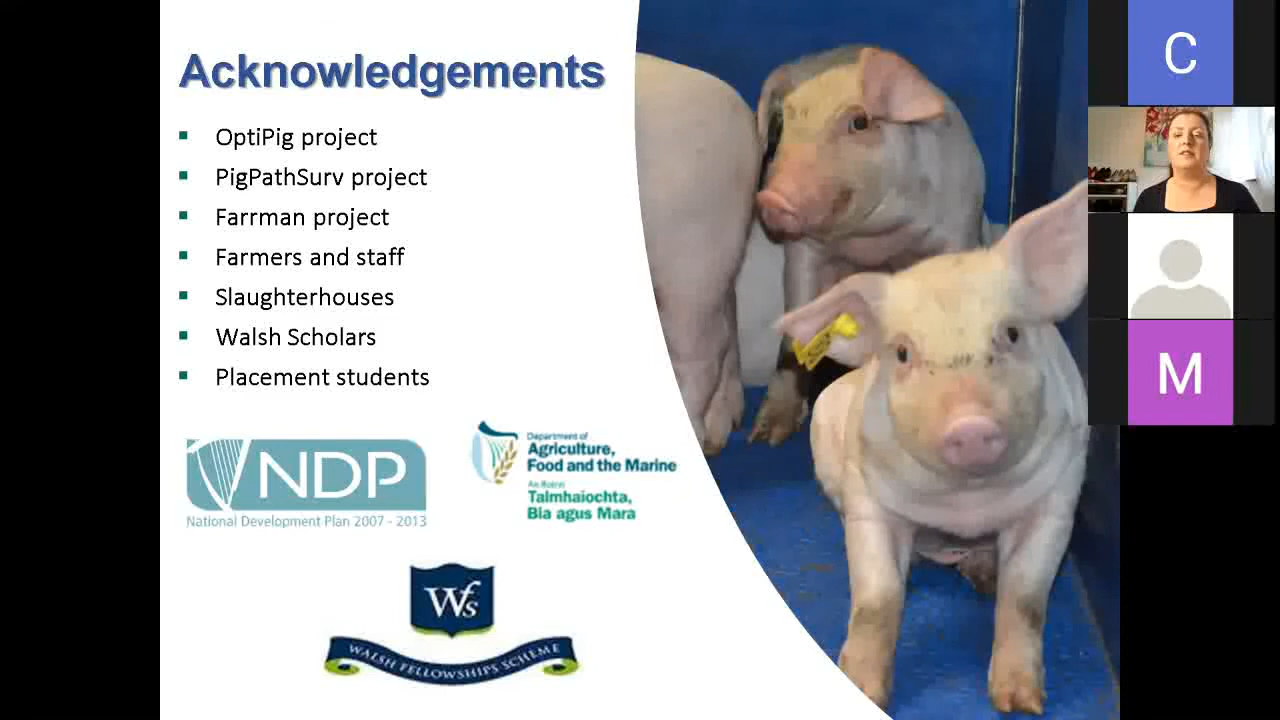 Acknowledgements
OptiPig project
PigPathSurv project
Farrman project
Farmers and staff
Slaughterhouses
Walsh Scholars
Placement students
NDP
National Development Plan 2007 - 2013
Department of
Agriculture,
Food and the Marine
An Roinn
Talmhaíochta,
Bia agus Mara
Wfs
WALSH FELLOWSHIPS SCHEME
C
M